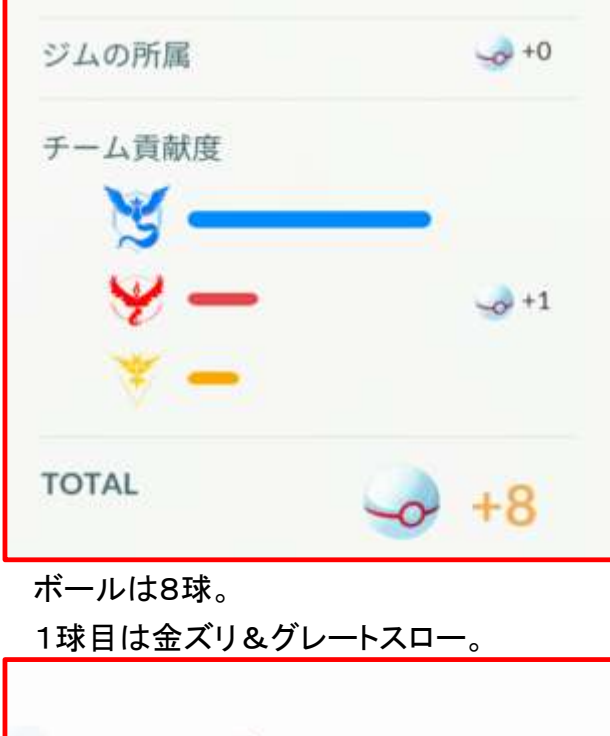 ジムの所属 +0
チーム貢献度
+1
TOTAL +8
ボールは8球。
1球目は金ズリ&グレートスロー。